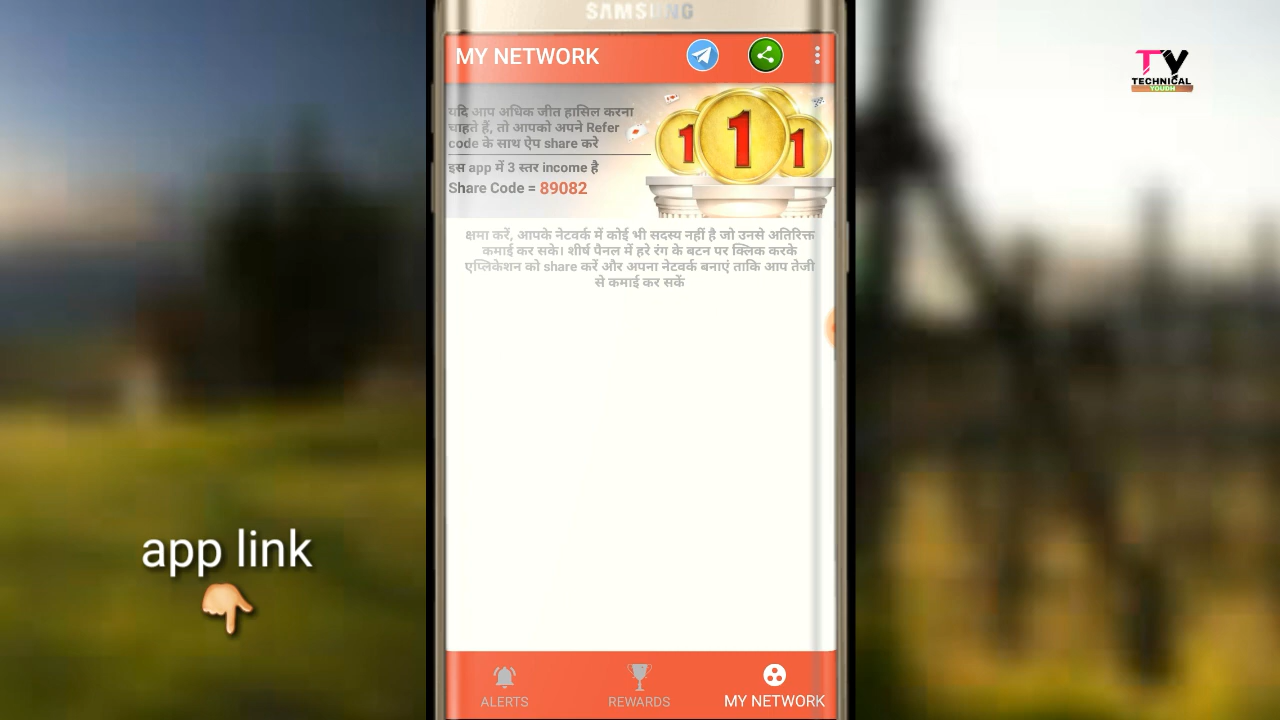 SAMSUNG
MY NETWORK
TY
TECHNICAL
YOUDH
यदि आप अधिक जीत हासिल करना
चाहते हैं, तो आपको अपने Refer
code के साथ ऐप share करे
इस app में 3 स्तर income है
Share Code = 89082
1 1 1
क्षमा करें, आपके नेटवर्क में कोई भी सदस्य नहीं है जो उनसे अतिरिक्त
कमाई कर सके। शीर्ष पैनल में हरे रंग के बटन पर क्लिक करके
एप्लिकेशन को share करें और अपना नेटवर्क बनाएं ताकि आप तेजी
से कमाई कर सकें
app link
ALERTS
REWARDS
MY NETWORK